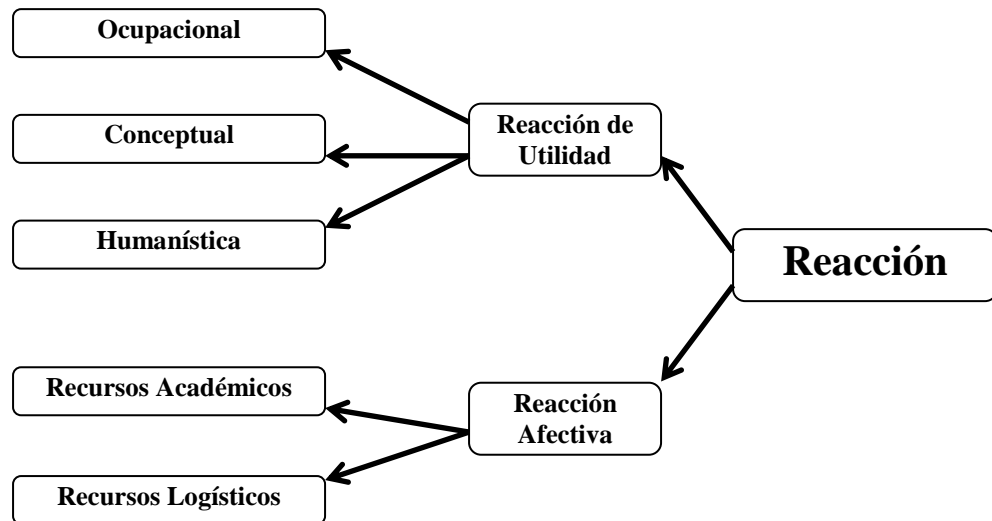 Ocupacional
Conceptual
Humanística
Reacción de
Utilidad
Reacción
Recursos Académicos
Recursos Logísticos
Reacción
Afectiva